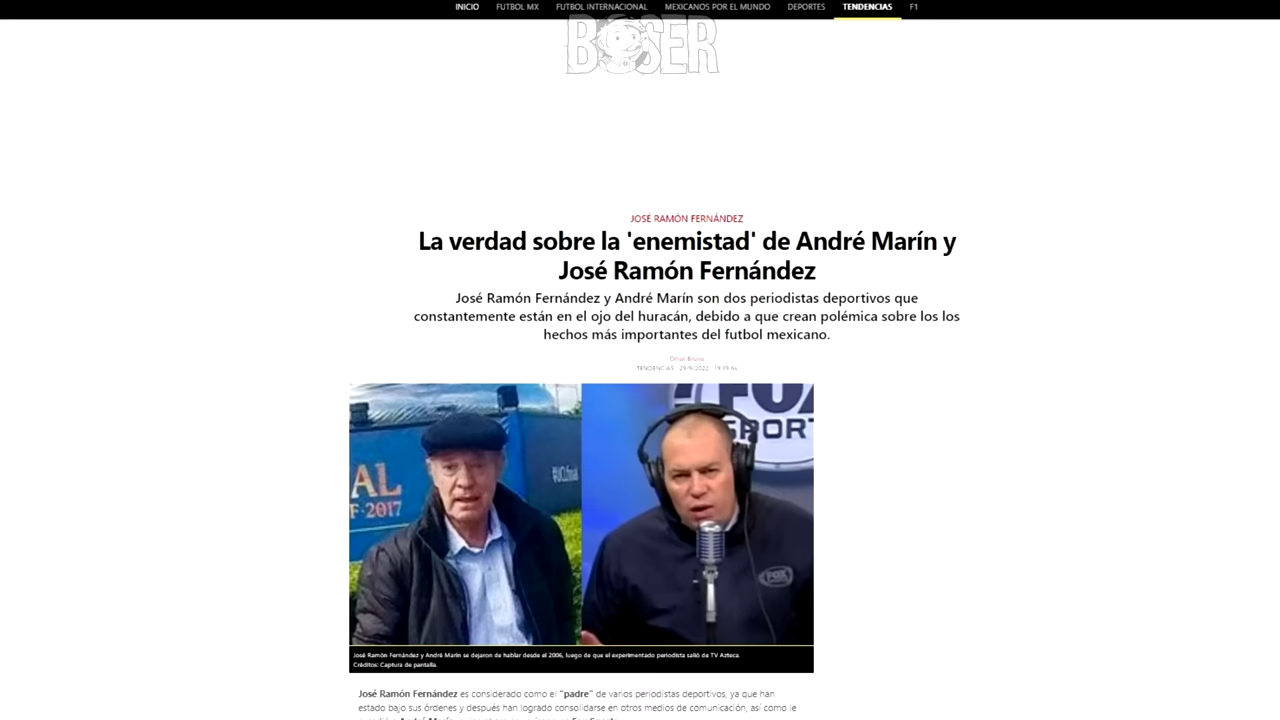 INICIO FUTBOL MX FUTBOL INTERNACIONAL MEXICANOS POR EL MUNDO DEPORTES TENDENCIAS F1
BOSER
JOSÉ RAMÓN FERNÁNDEZ
La verdad sobre la 'enemistad' de André Marín y
José Ramón Fernández
José Ramón Fernández y André Marín son dos periodistas deportivos que
constantemente están en el ojo del huracán, debido a que crean polémica sobre los los
hechos más importantes del futbol mexicano.
Omar Bruno
TENDENCIAS 29/9/2022
FOX
SPORT
AL
F-2017
#UCLfinal
FOX
José Ramón Fernández y André Marín se dejaron de hablar desde el 2006, luego de que el experimentado periodista salió de TV Azteca.
Créditos: Captura de pantalla.
José Ramón Fernández es considerado como el "padre" de varios periodistas deportivos, ya que han
estado bajo sus órdenes y después han logrado consolidarse en otros medios de comunicación, así como le